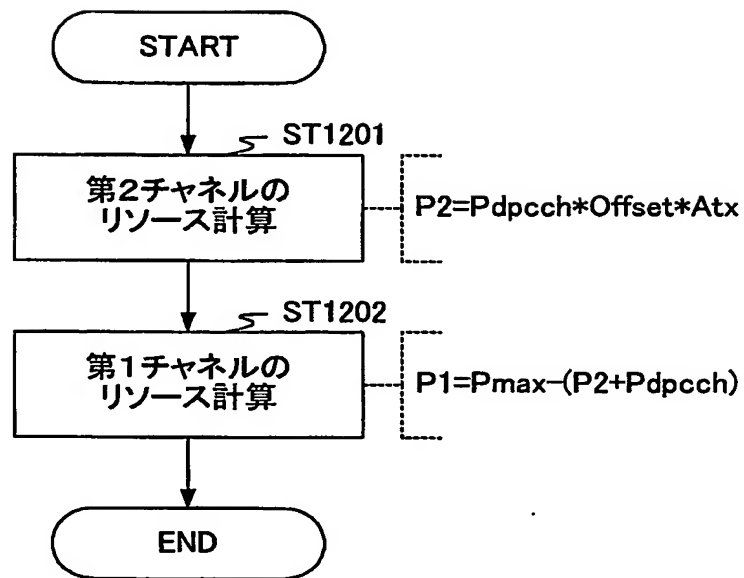 START
ST1201
第2チャネルの
リソース計算
P2=Pdpcch*Offset*Atx
ST1202
第1チャネルの
リソース計算
P1=Pmax-(P2+Pdpcch)
END